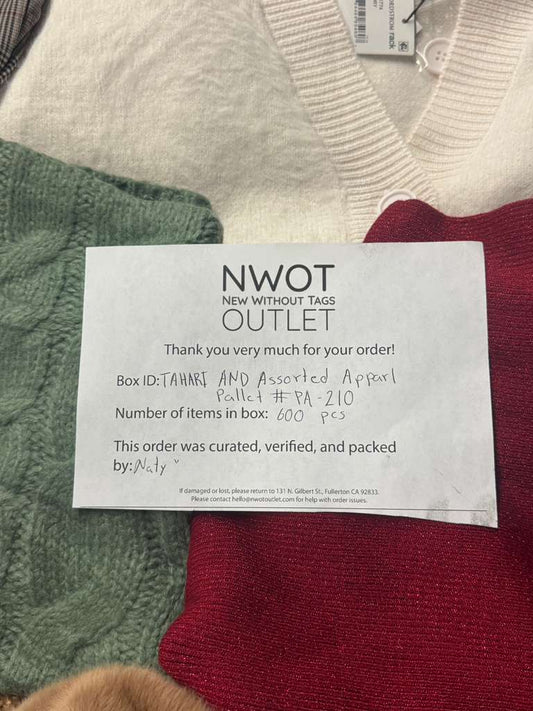 NORDSTROM rack
NWOT
NEW WITHOUT TAGS
OUTLET
Thank you very much for your order!
Box ID: TAHARI AND Assorted Apparl
Pallet # PA-210
Number of items in box: 600 pcs
This order was curated, verified, and packed
by: Naty
If damaged or lost, please return to 131 N. Gilbert St., Fullerton CA 92833.
Please contact hello@nwotoutlet.com for help with order issues.